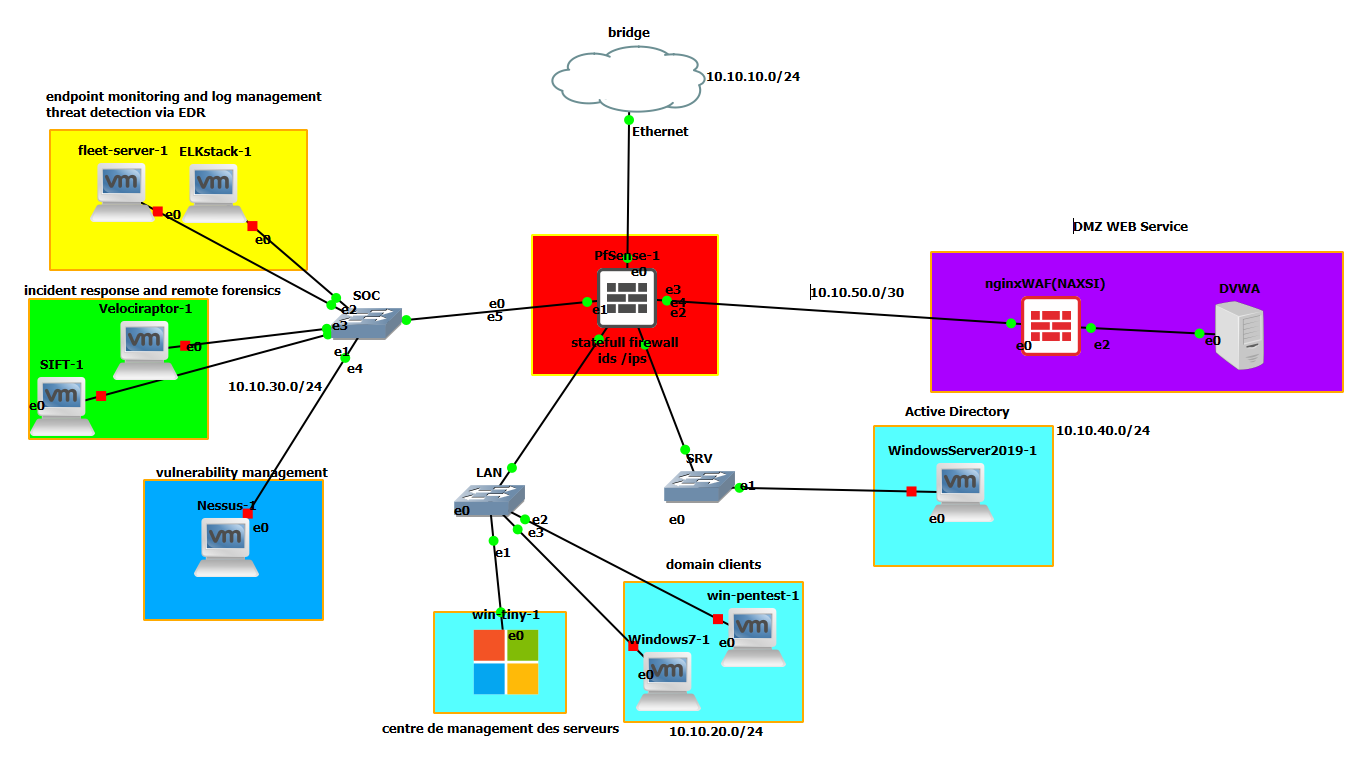 bridge
10.10.10.0/24
Ethernet
endpoint monitoring and log management
threat detection via EDR
fleet-server-1
ELKstack-1
vm
vm
e0
e0
incident response and remote forensics
Velociraptor-1
vm
e0
SIFT-1
vm
e0
10.10.30.0/24
SOC
e2
e3
e1
e4
e0
e5
vulnerability management
Nessus-1
vm
e0
PfSense-1
e0
e1
e3
e4
e2
statefull firewall
ids /ips
10.10.50.0/30
DMZ WEB Service
nginxWAF(NAXSI)
e0
e2
DVWA
e0
Active Directory
10.10.40.0/24
WindowsServer2019-1
vm
e0
SRV
e1
e0
LAN
e0
e2
e3
e1
domain clients
win-pentest-1
vm
e0
Windows7-1
vm
e0
10.10.20.0/24
win-tiny-1
e0
centre de management des serveurs